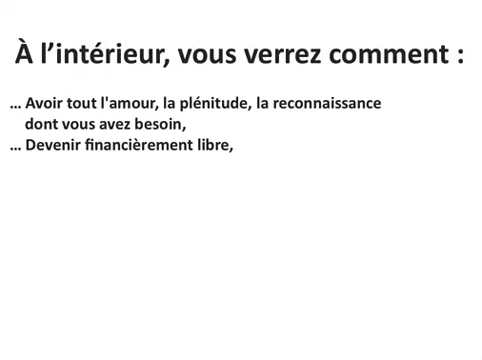 À l’intérieur, vous verrez comment :
... Avoir tout l'amour, la plénitude, la reconnaissance
dont vous avez besoin,
... Devenir financièrement libre,